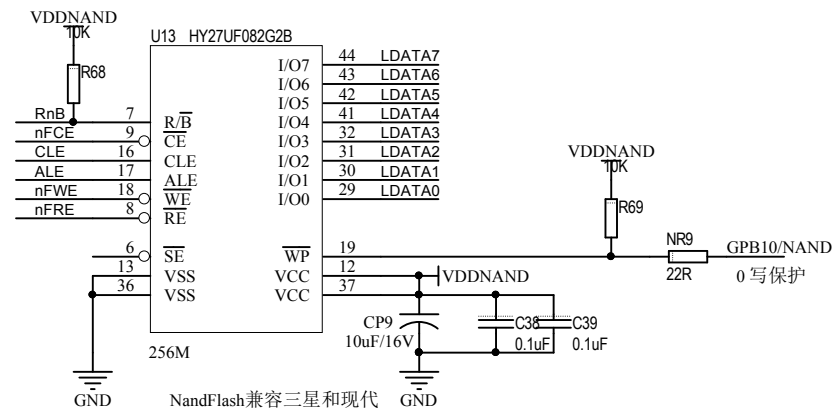 VDDNAND
10K
R68
U13 HY27UF082G2B
RnB 7 R/B
nFCE 9 CE
CLE 16 CLE
ALE 17 ALE
nFWE 18 WE
nFRE 8 RE
6 SE
13 VSS
36 VSS
I/O7 44 LDATA7
I/O6 43 LDATA6
I/O5 42 LDATA5
I/O4 41 LDATA4
I/O3 32 LDATA3
I/O2 31 LDATA2
I/O1 30 LDATA1
I/O0 29 LDATA0
WP 19
VCC 12 VDDNAND
VCC 37
VDDNAND
10K
R69
NR9
22R
GPB10/NAND
0 写保护
CP9
10uF/16V
C38
0.1uF
C39
0.1uF
256M
GND
NandFlash兼容三星和现代
GND